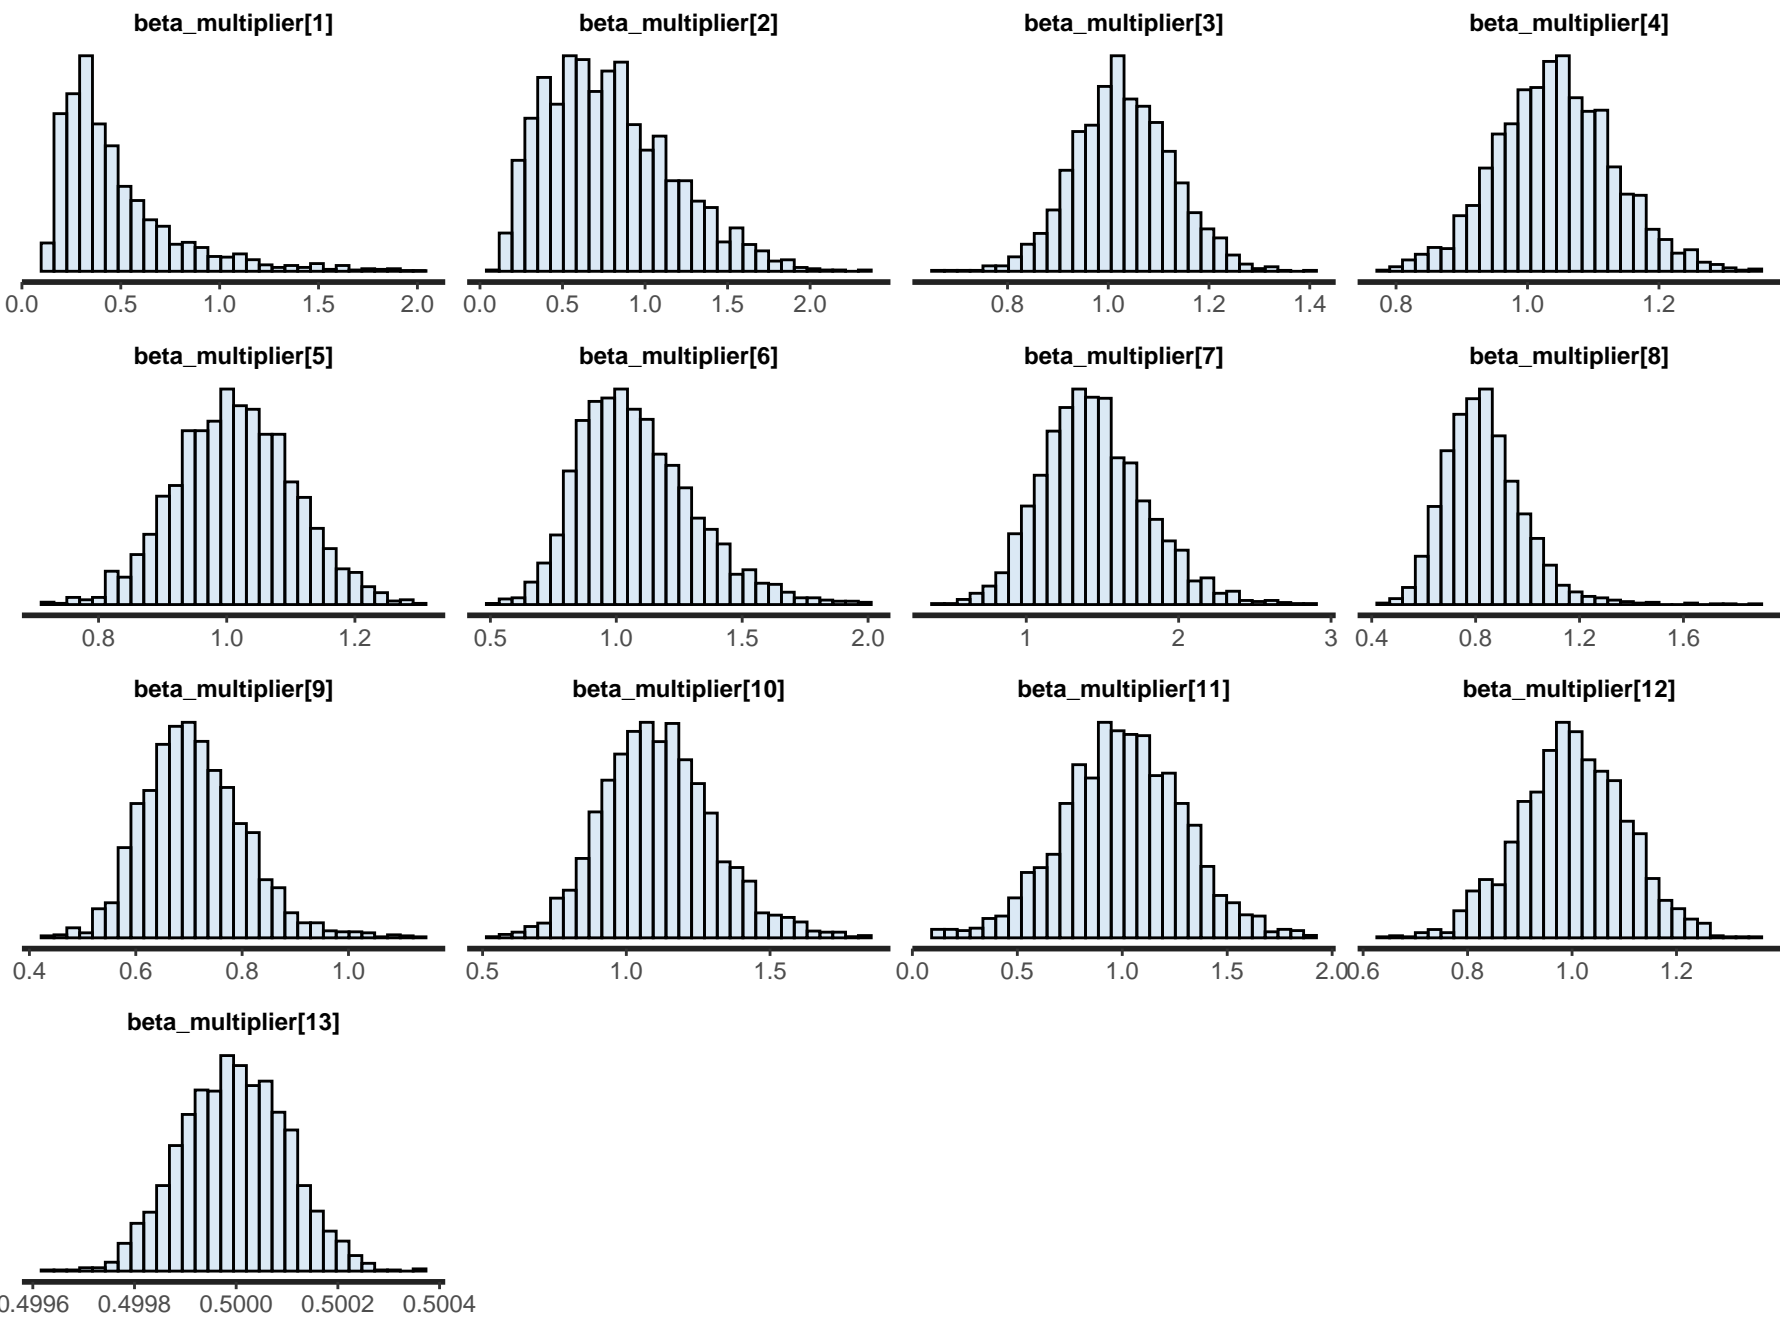 beta_multiplier[1] beta_multiplier[2] beta_multiplier[3] beta_multiplier[4]
0.0 0.5 1.0 1.5 2.0 0.0 0.5 1.0 1.5 2.0 0.8 1.0 1.2 1.4 0.8 1.0 1.2
beta_multiplier[5] beta_multiplier[6] beta_multiplier[7] beta_multiplier[8]
0.8 1.0 1.2 0.5 1.0 1.5 2.0 1 2 3 0.4 0.8 1.2 1.6
beta_multiplier[9] beta_multiplier[10] beta_multiplier[11] beta_multiplier[12]
0.4 0.6 0.8 1.0 0.5 1.0 1.5 0.0 0.5 1.0 1.5 2.0 0.6 0.8 1.0 1.2
beta_multiplier[13]
0.4996 0.4998 0.5000 0.5002 0.5004